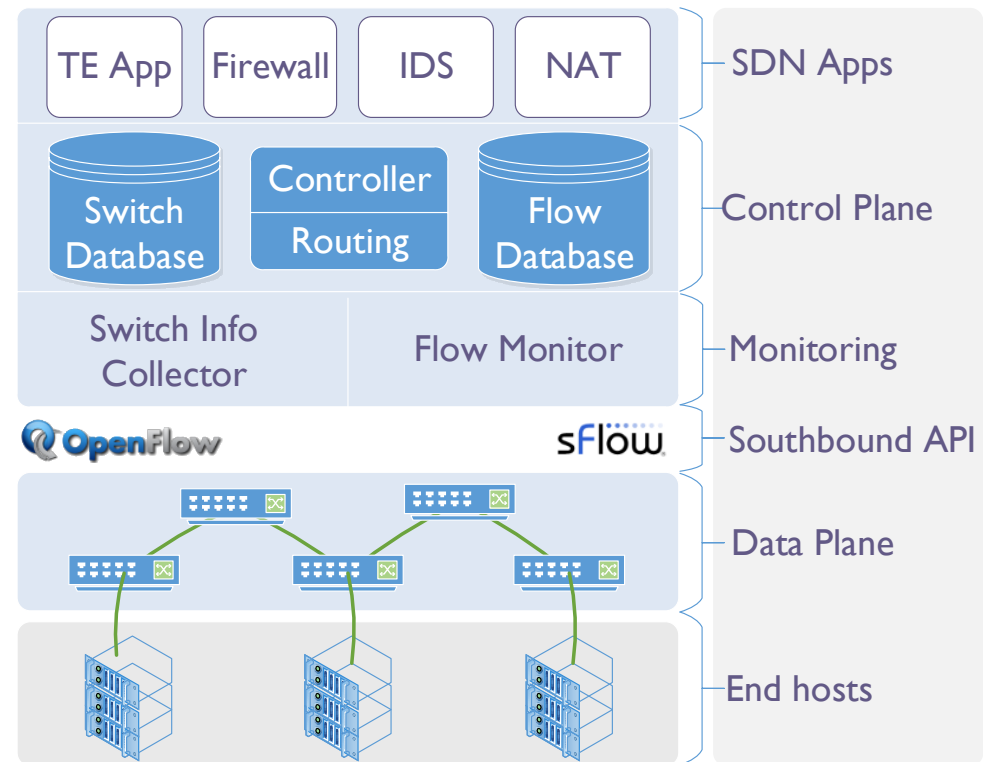 TE App
Firewall
IDS
NAT
SDN Apps
Switch
Database
Controller
Routing
Flow
Database
Control Plane
Switch Info
Collector
Flow Monitor
Monitoring
OpenFlow
sFlow
Southbound API
Data Plane
End hosts